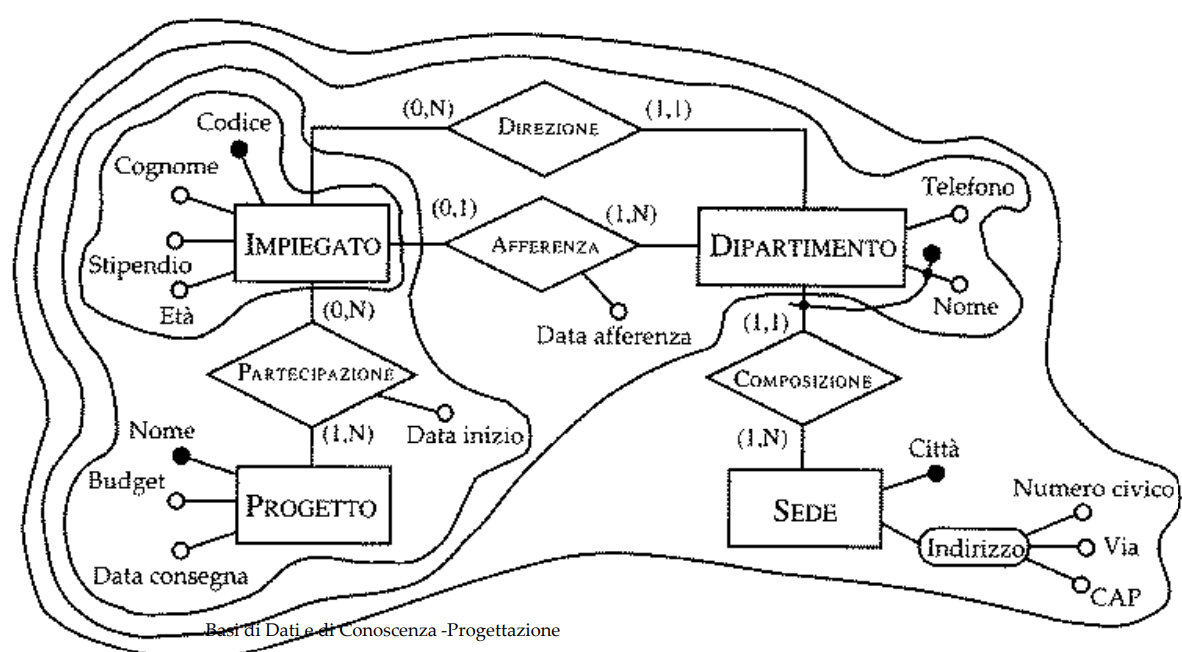 (0,N)
DIREZIONE
(1,1)
Codice
Cognome
Stipendio
Età
IMPIEGATO
(0,1)
AFFERENZA
(1,N)
Data afferenza
DIPARTIMENTO
Telefono
Nome
(0,N)
PARTECIPAZIONE
Data inizio
(1,N)
(1,1)
COMPOSIZIONE
(1,N)
Nome
Budget
Data consegna
PROGETTO
SEDE
Città
Indirizzo
Numero civico
Via
CAP
Basi di Dati e di Conoscenza -Progettazione